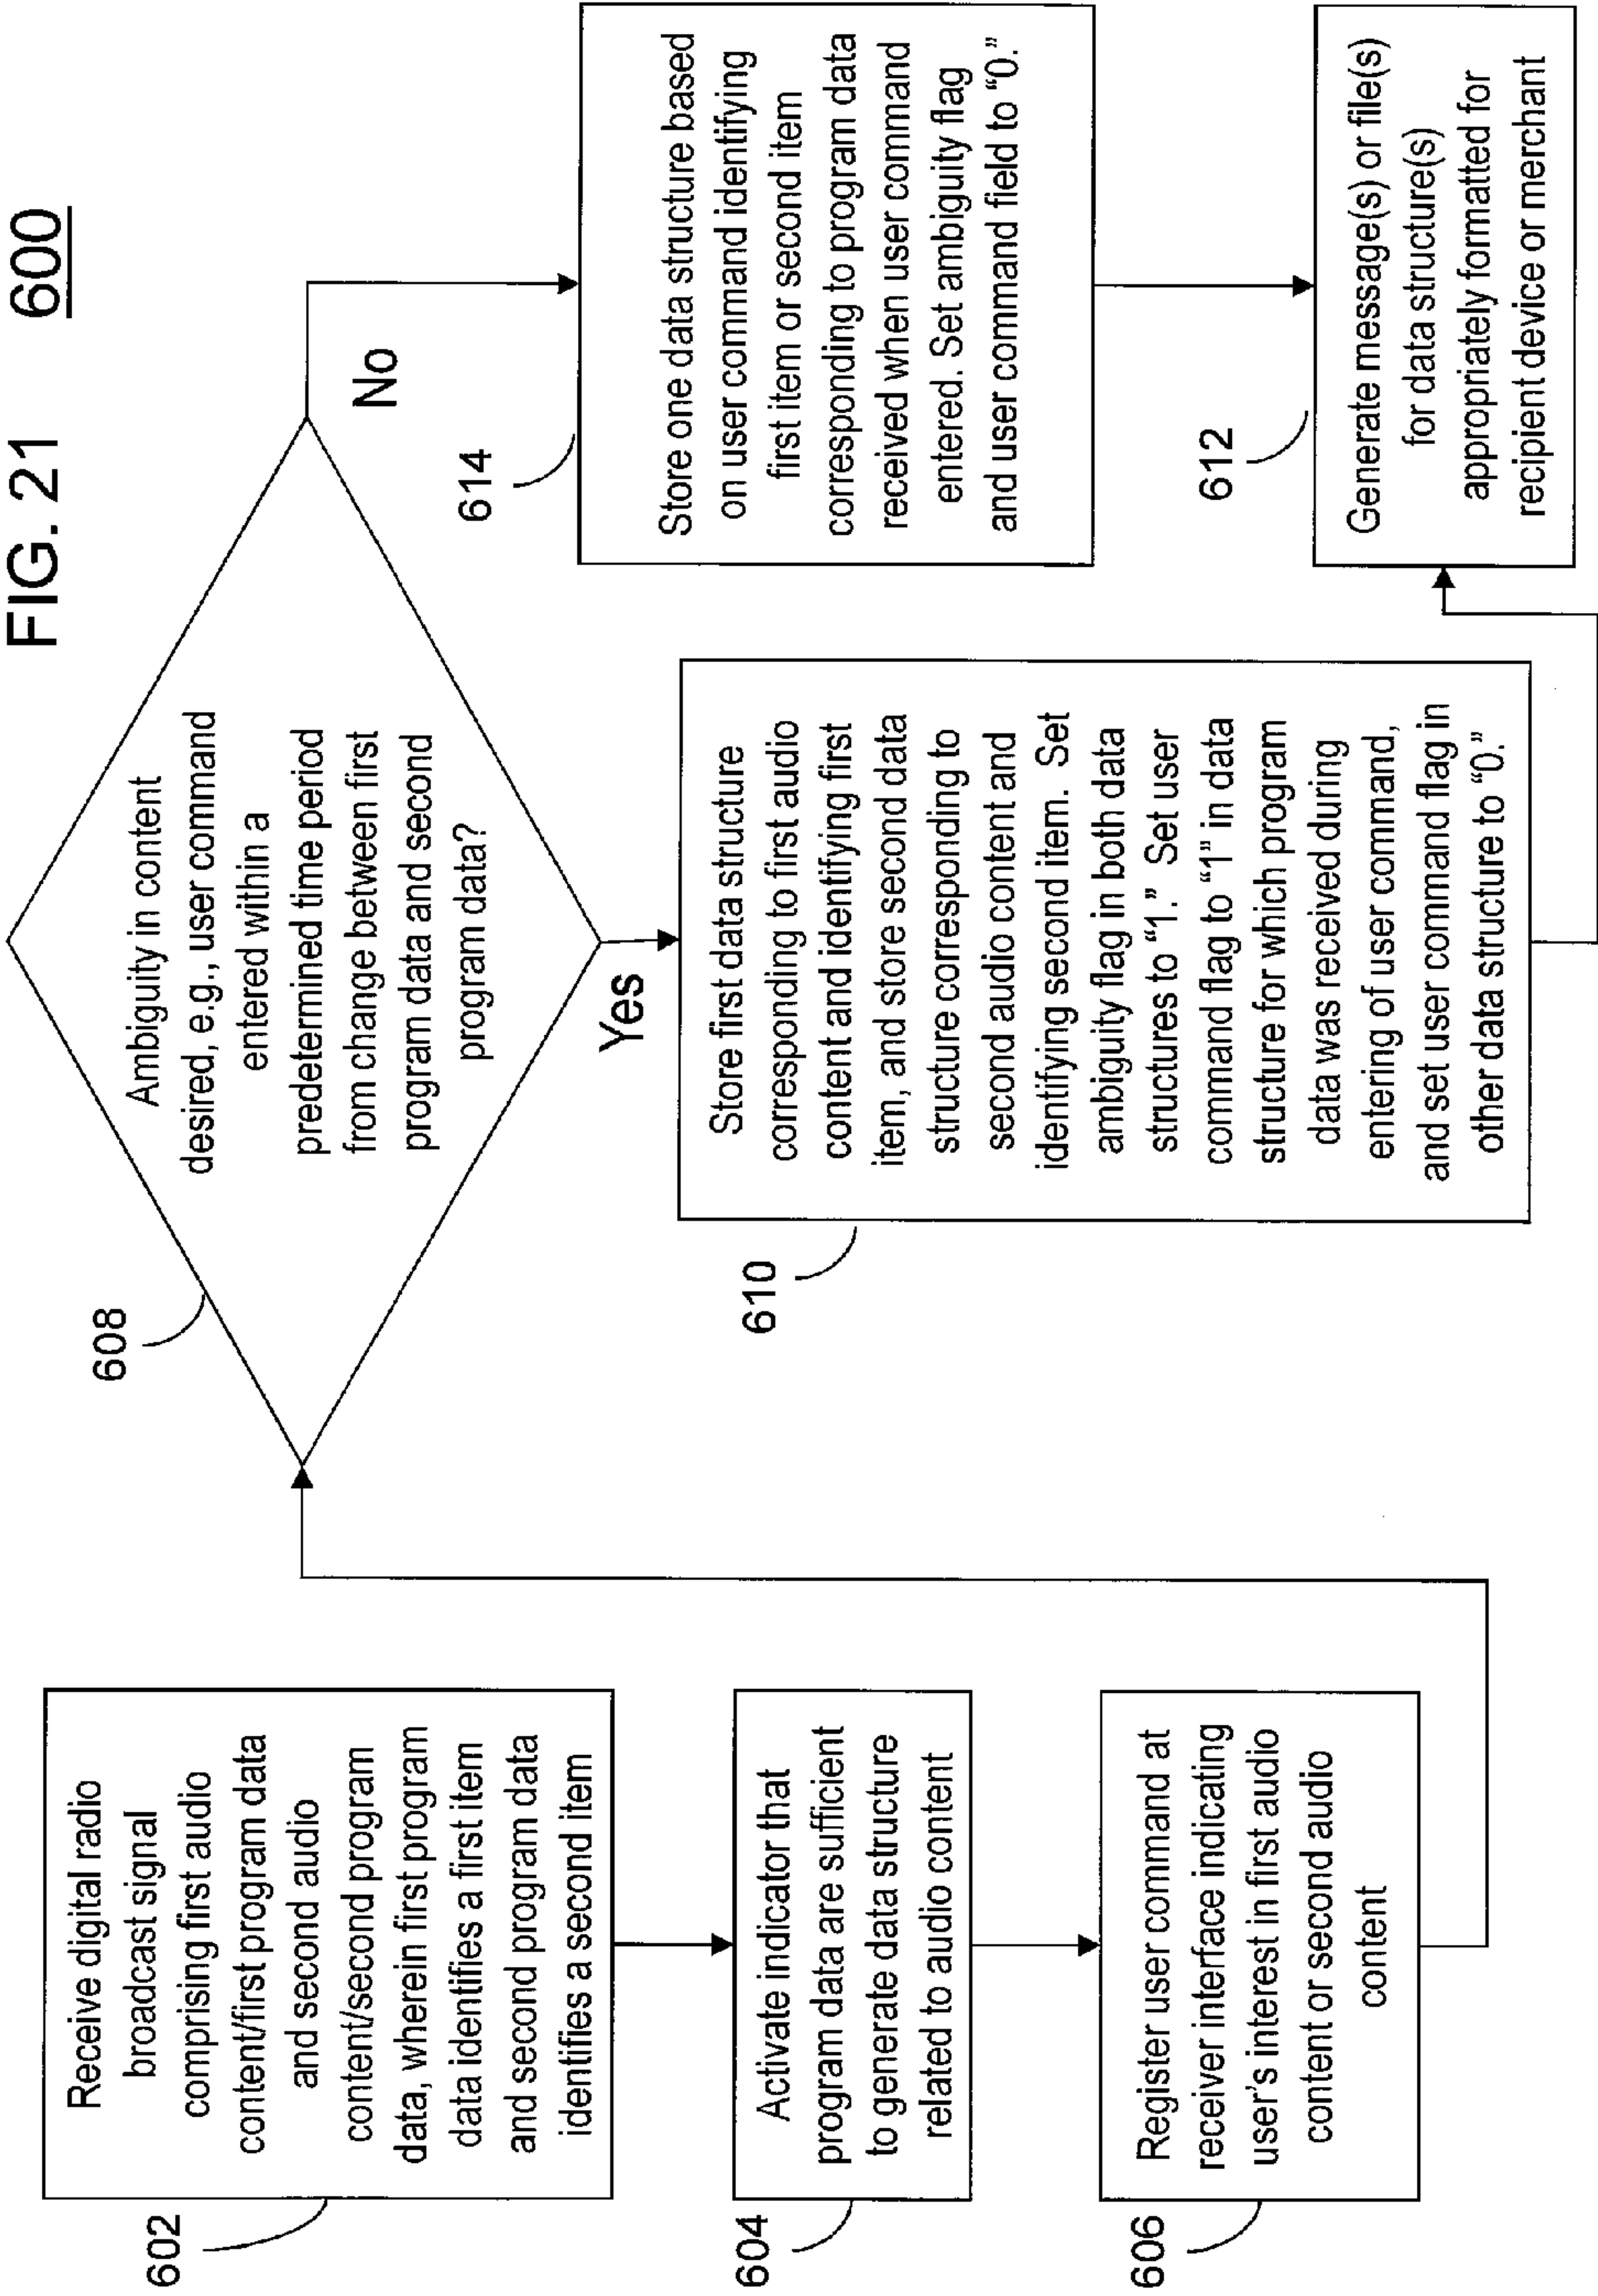 FIG. 21 600
602
Receive digital radio
broadcast signal
comprising first audio
content/first program data
and second audio
content/second program
data, wherein first program
data identifies a first item
and second program data
identifies a second item
604
Activate indicator that
program data are sufficient
to generate data structure
related to audio content
606
Register user command at
receiver interface indicating
user's interest in first audio
content or second audio
content
608
Ambiguity in content
desired, e.g., user command
entered within a
predetermined time period
from change between first
program data and second
program data?
Yes
No
610
Store first data structure
corresponding to first audio
content and identifying first
item, and store second data
structure corresponding to
second audio content and
identifying second item. Set
ambiguity flag in both data
structures to “1.” Set user
command flag to “1” in data
structure for which program
data was received during
entering of user command,
and set user command flag in
other data structure to “0.”
614
Store one data structure based
on user command identifying
first item or second item
corresponding to program data
received when user command
entered. Set ambiguity flag
and user command field to “0.”
612
Generate message(s) or file(s)
for data structure(s)
appropriately formatted for
recipient device or merchant